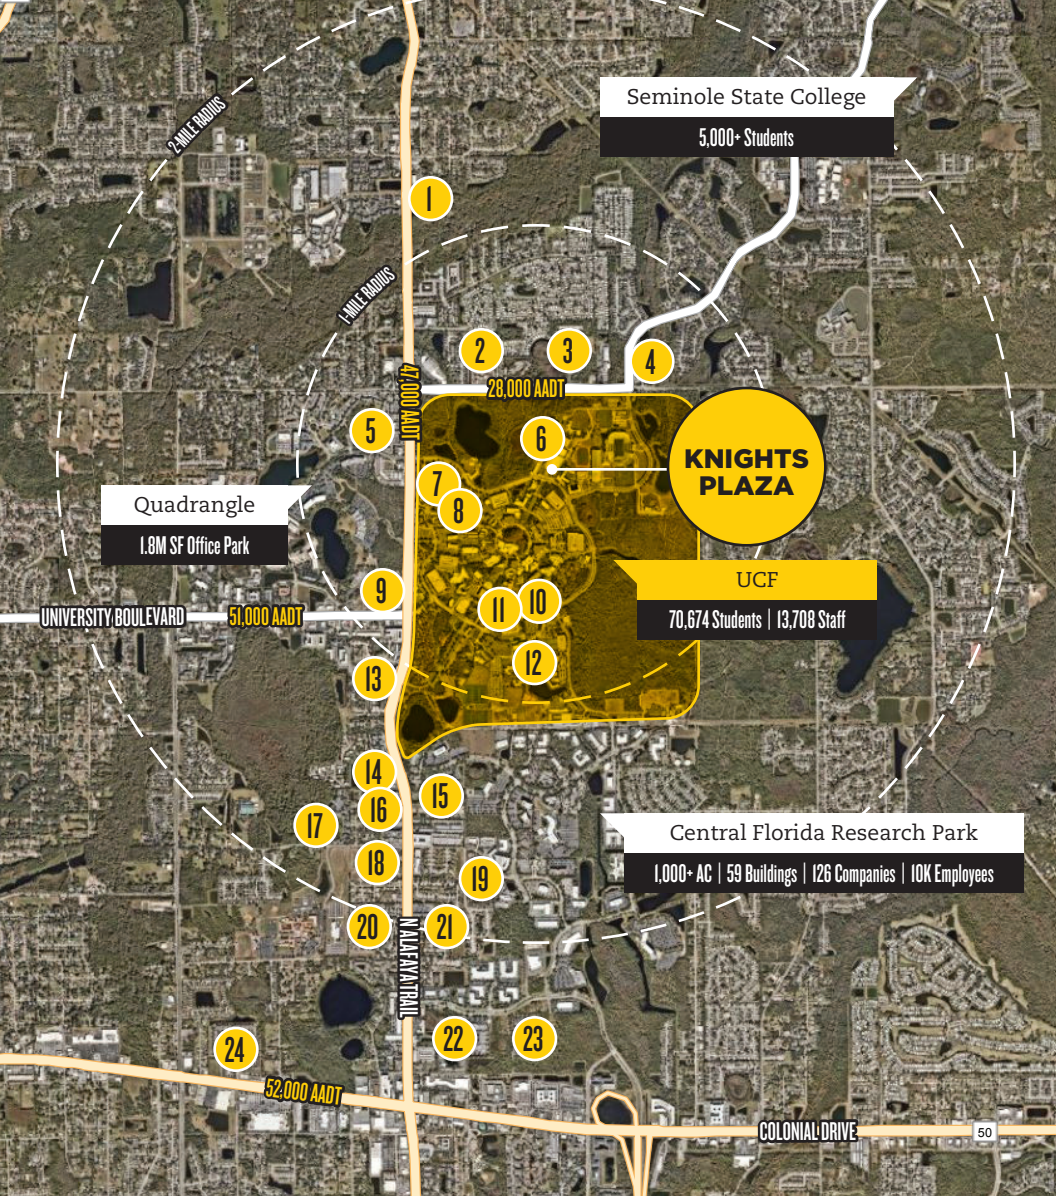 2-MILE RADIUS
Seminole State College
5,000+ Students
1
1-MILE RADIUS
2
3
4
47,000 AADT
28,000 AADT
5
6
KNIGHTS
PLAZA
7
8
Quadrangle
1.8M SF Office Park
UCF
70,674 Students | 13,708 Staff
9
10
11
UNIVERSITY BOULEVARD
51,000 AADT
12
13
14
15
16
17
Central Florida Research Park
1,000+ AC | 59 Buildings | 126 Companies | 10K Employees
18
19
20
21
N ALAFAYA TRAIL
22
23
24
52,000 AADT
COLONIAL DRIVE
50